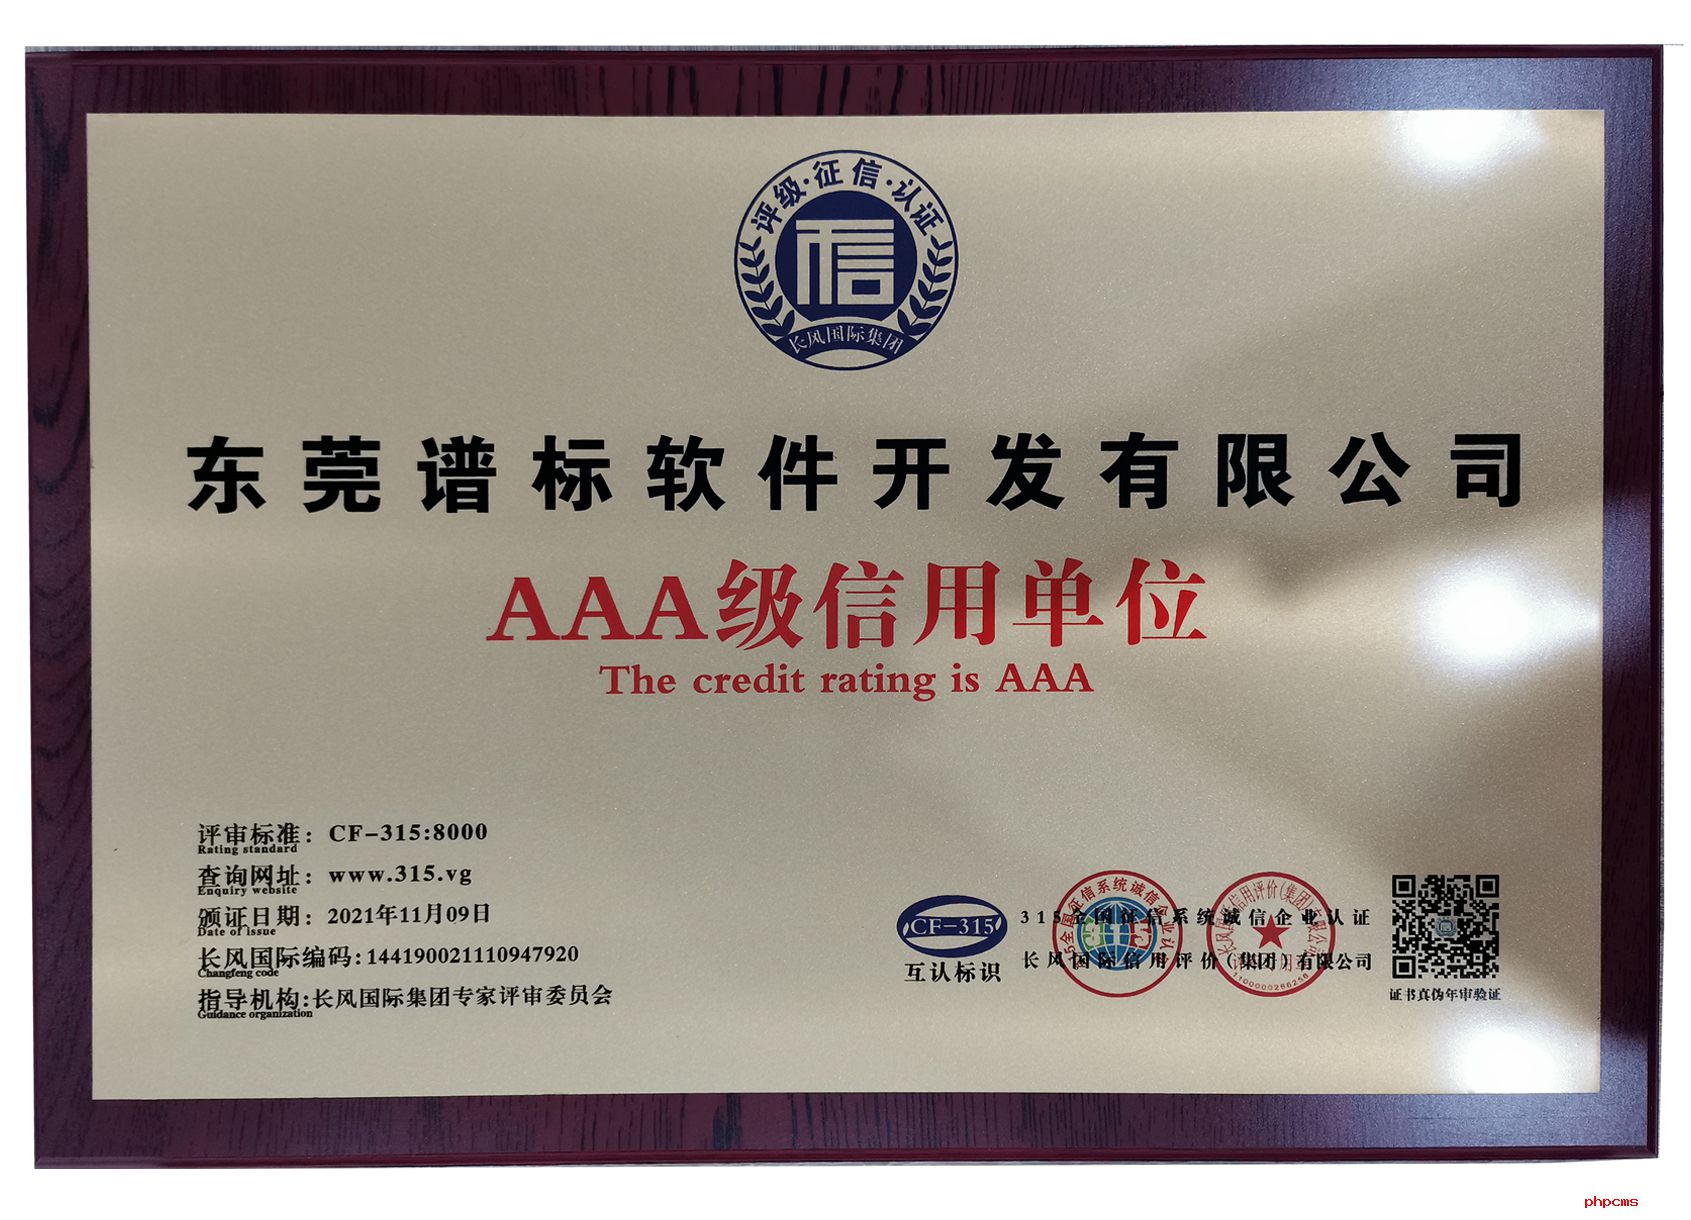 评级·征信·认证
信
长风国际集团
东莞谱标软件开发有限公司
AAA级信用单位
The credit rating is AAA
评审标准：CF-315:8000
Rating standard
查询网址：www.315.vg
Enquiry website
颁证日期：2021年11月09日
Date of issue
长风国际编码:144190021110947920
Changfeng code
指导机构:长风国际集团专家评审委员会
Guidance organization
CF-315
互认标识
315全国征信系统诚信企业认证
长风国际信用评价（集团）有限公司
315
证书真伪年审验证
phpcms